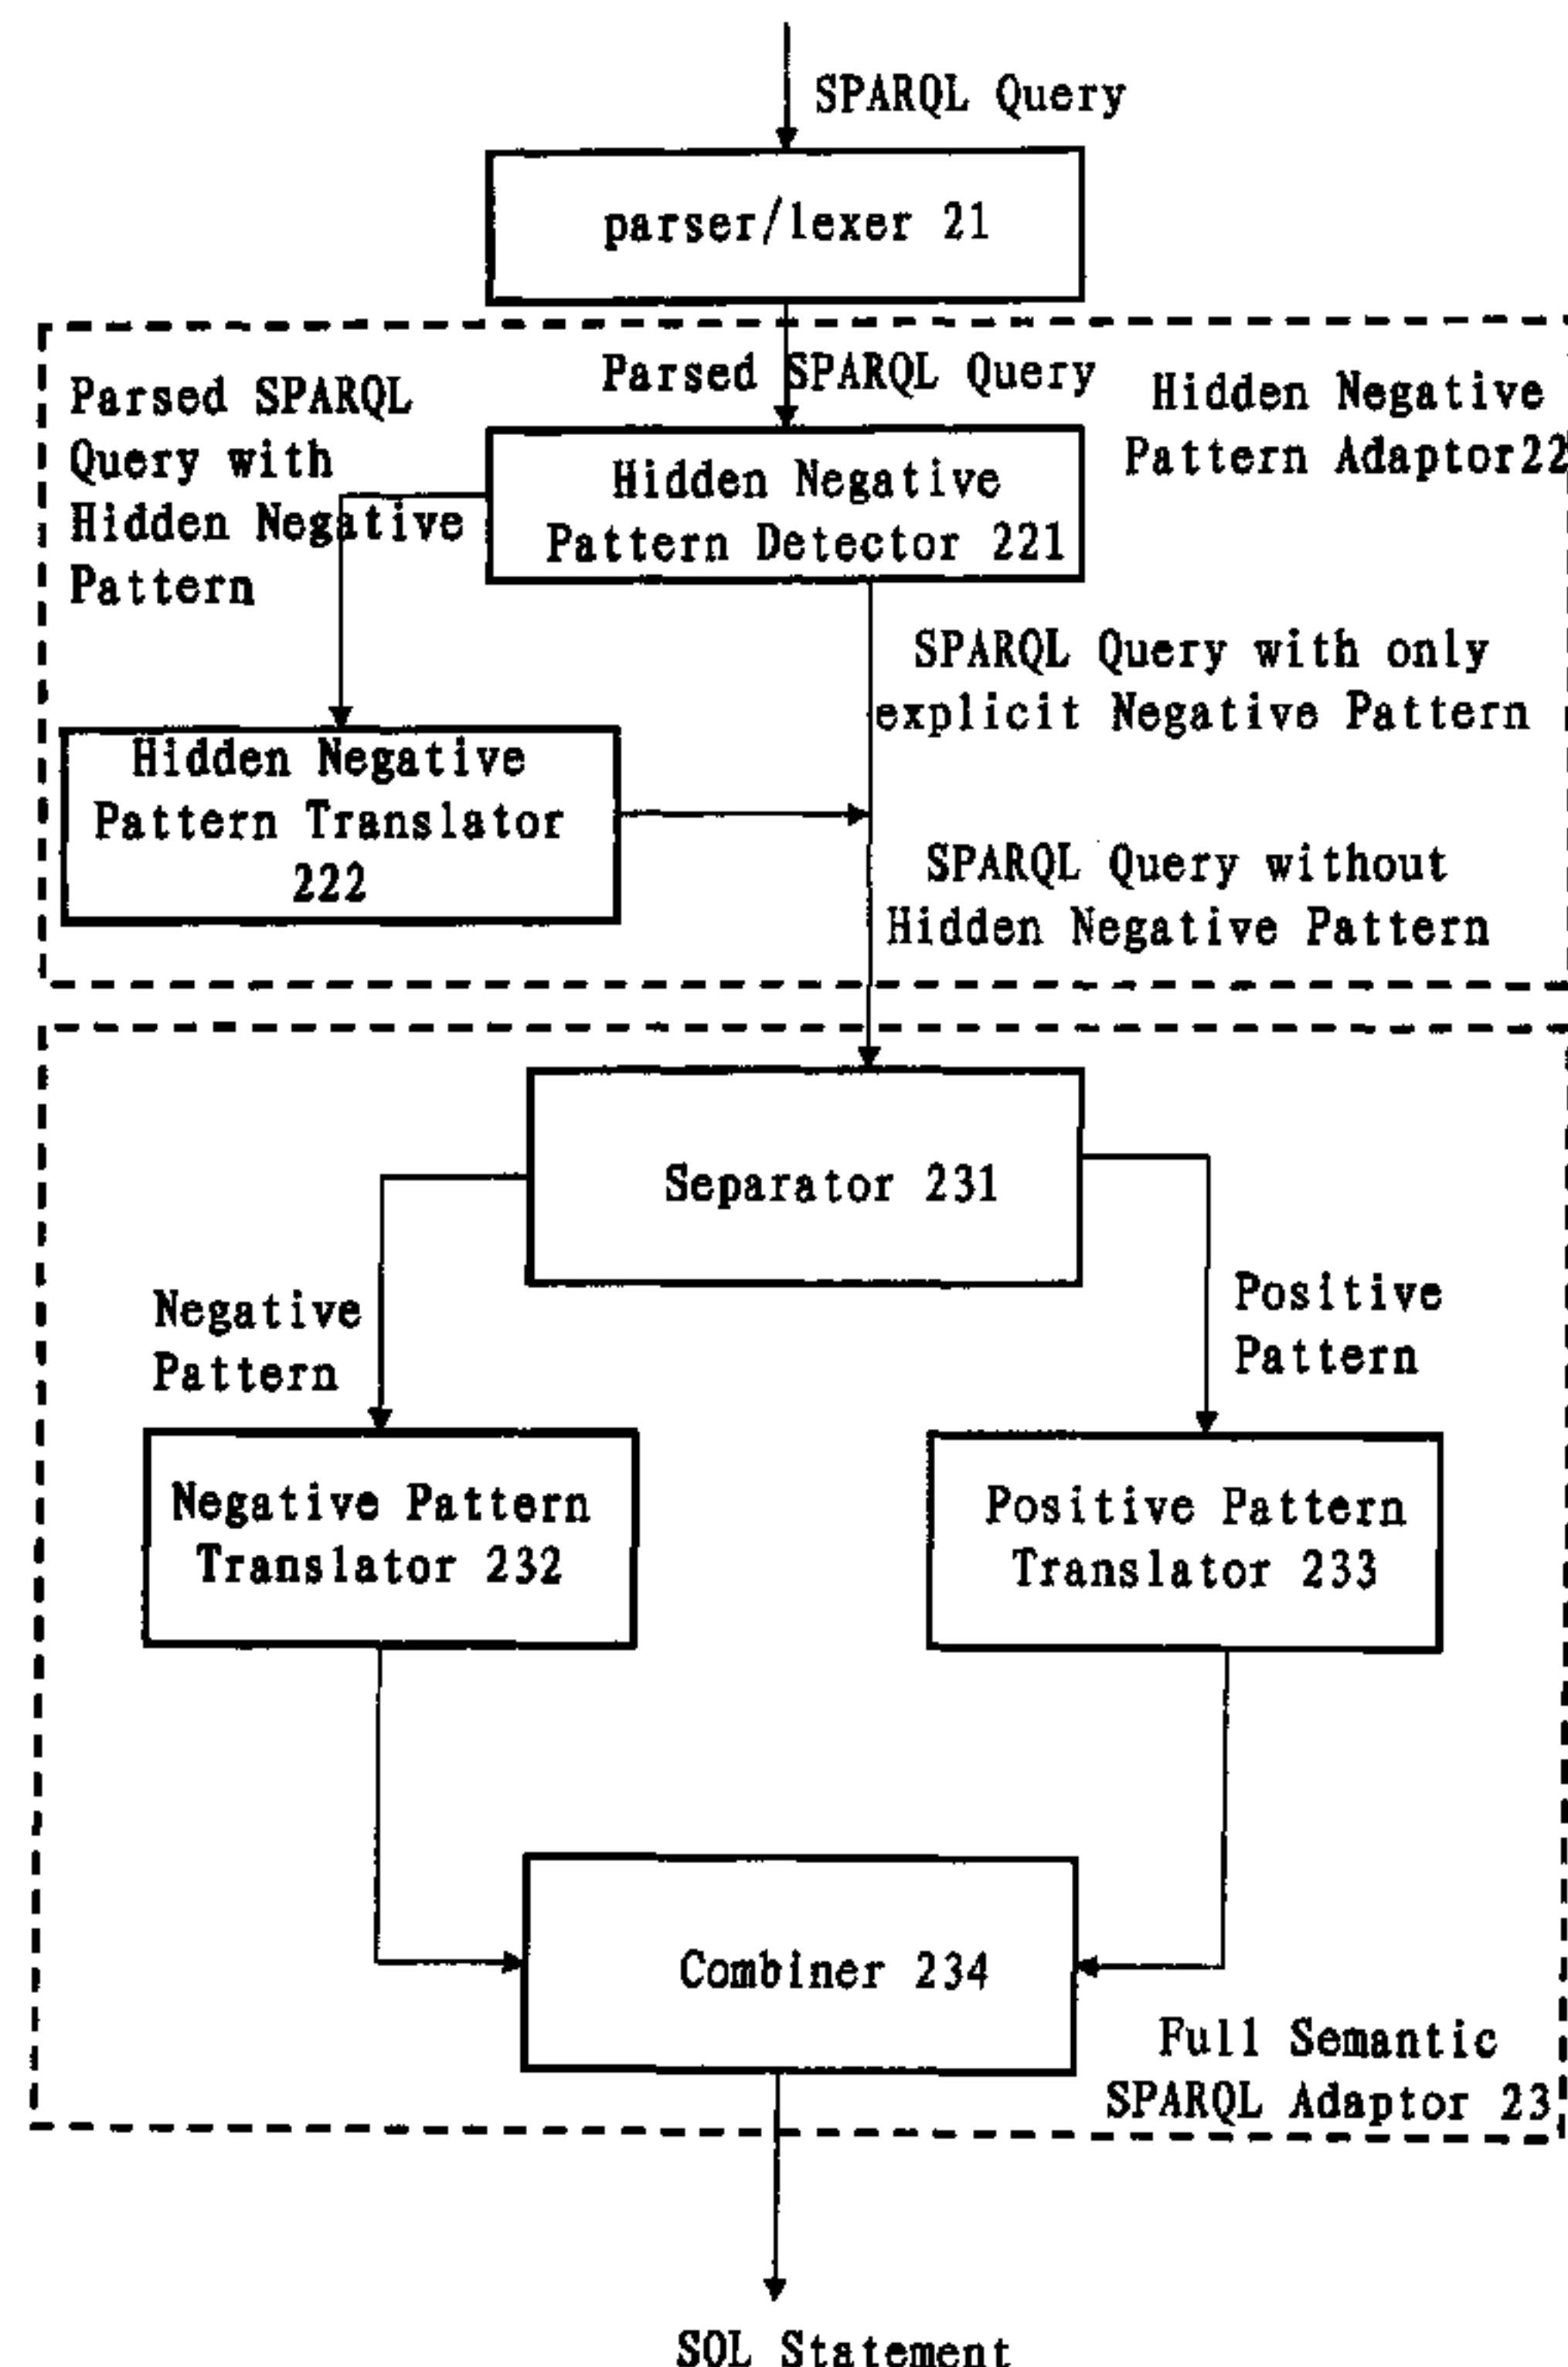 SPARQL Query
parser/lexer 21
Parsed SPARQL Query
Hidden Negative
Pattern Adaptor22
Parsed SPARQL
Query with
Hidden Negative
Pattern
Hidden Negative
Pattern Detector 221
SPARQL Query with only
explicit Negative Pattern
Hidden Negative
Pattern Translator
222
SPARQL Query without
Hidden Negative Pattern
Separator 231
Negative
Pattern
Positive
Pattern
Negative Pattern
Translator 232
Positive Pattern
Translator 233
Combiner 234
Full Semantic
SPARQL Adaptor 23
SQL Statement